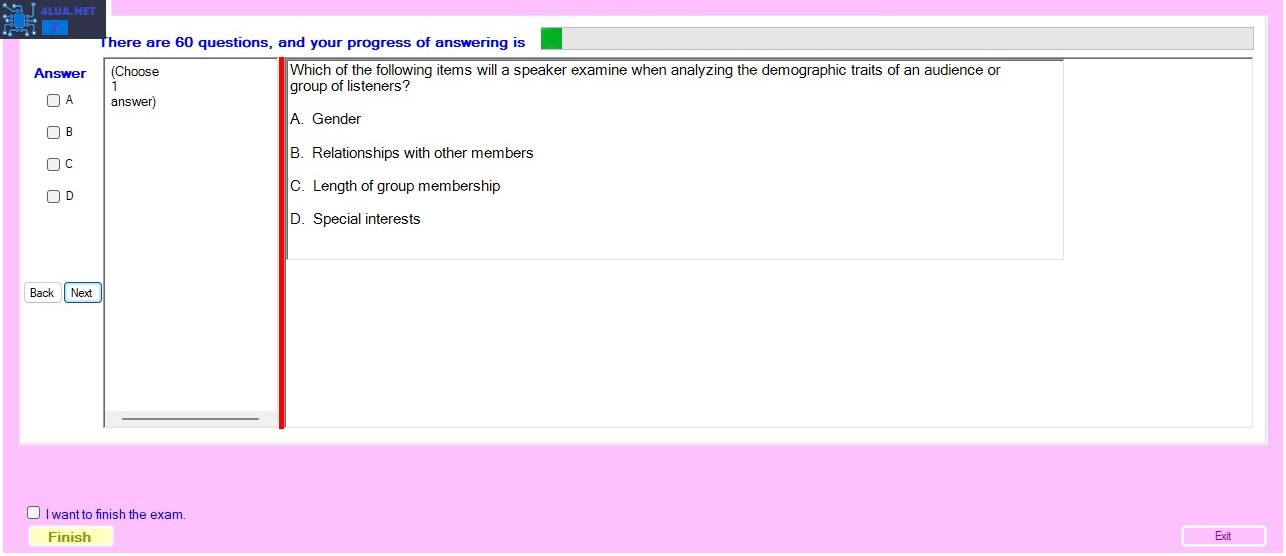 4LUA.NET
There are 60 questions, and your progress of answering is
Answer
A
B
C
D
Back Next
(Choose
1
answer)
Which of the following items will a speaker examine when analyzing the demographic traits of an audience or
group of listeners?
A. Gender
B. Relationships with other members
C. Length of group membership
D. Special interests
I want to finish the exam.
Finish
Exit